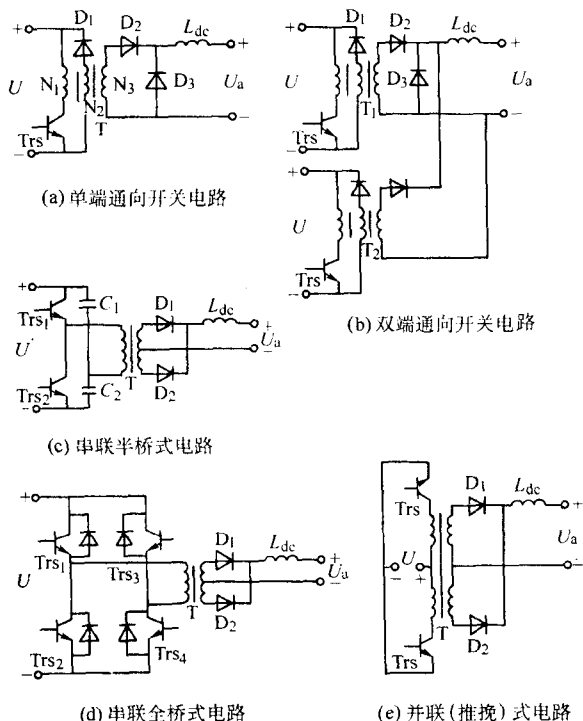 + D₁ D₂ L_dc +
U N₁ N₂ N₃ D₃ U_a
Trs T
− −
(a) 单端通向开关电路
+ D₁ D₂ L_dc +
U D₃ U_a
T₁
Trs
− −
+
U
T₂
Trs
−
(b) 双端通向开关电路
+
Trs₁ C₁ D₁ L_dc
+
U T U_a
−
Trs₂ C₂ D₂
−
(c) 串联半桥式电路
+
Trs₁ Trs₃ D₁ L_dc
+
U T U_a
−
Trs₂ Trs₄ D₂
−
(d) 串联全桥式电路
Trs D₁ L_dc +
U U_a
− + −
T
Trs D₂
(e) 并联(推挽)式电路